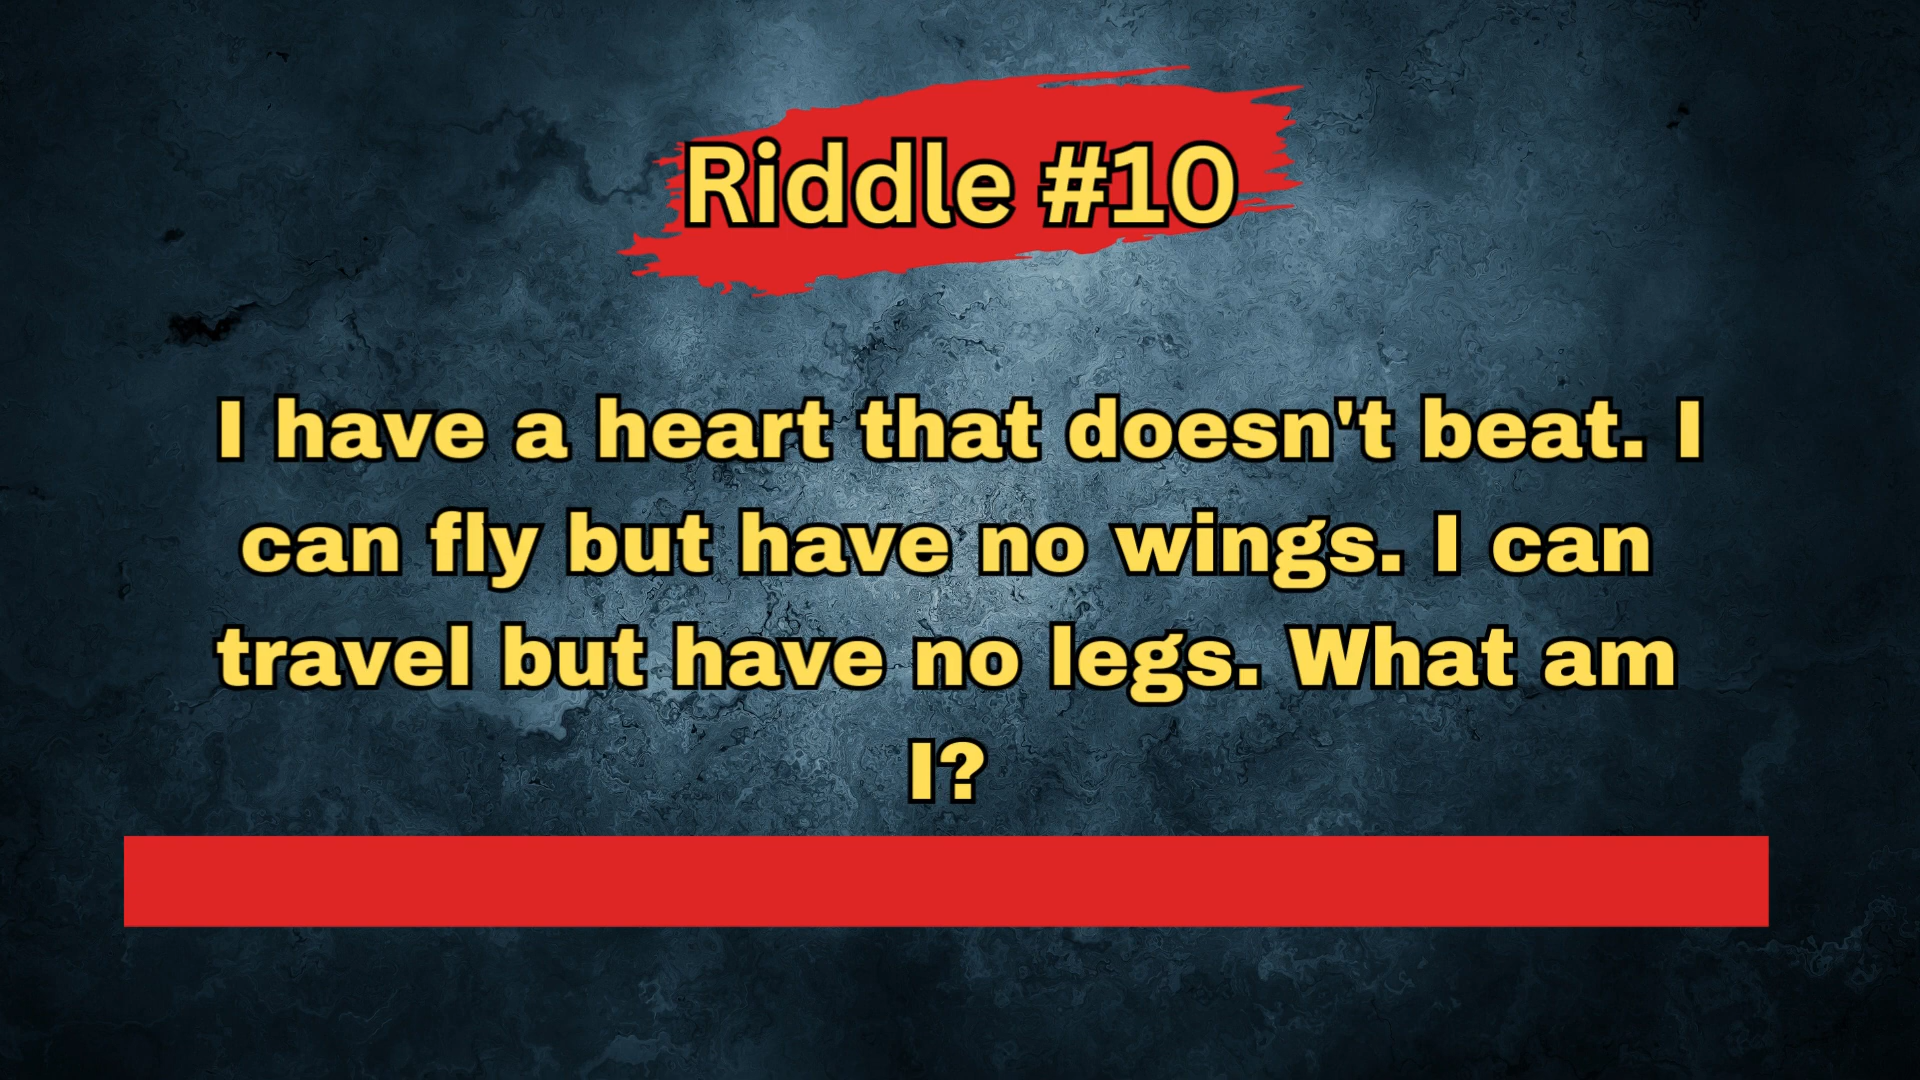 Riddle #10
I have a heart that doesn't beat. I
can fly but have no wings. I can
travel but have no legs. What am
I?